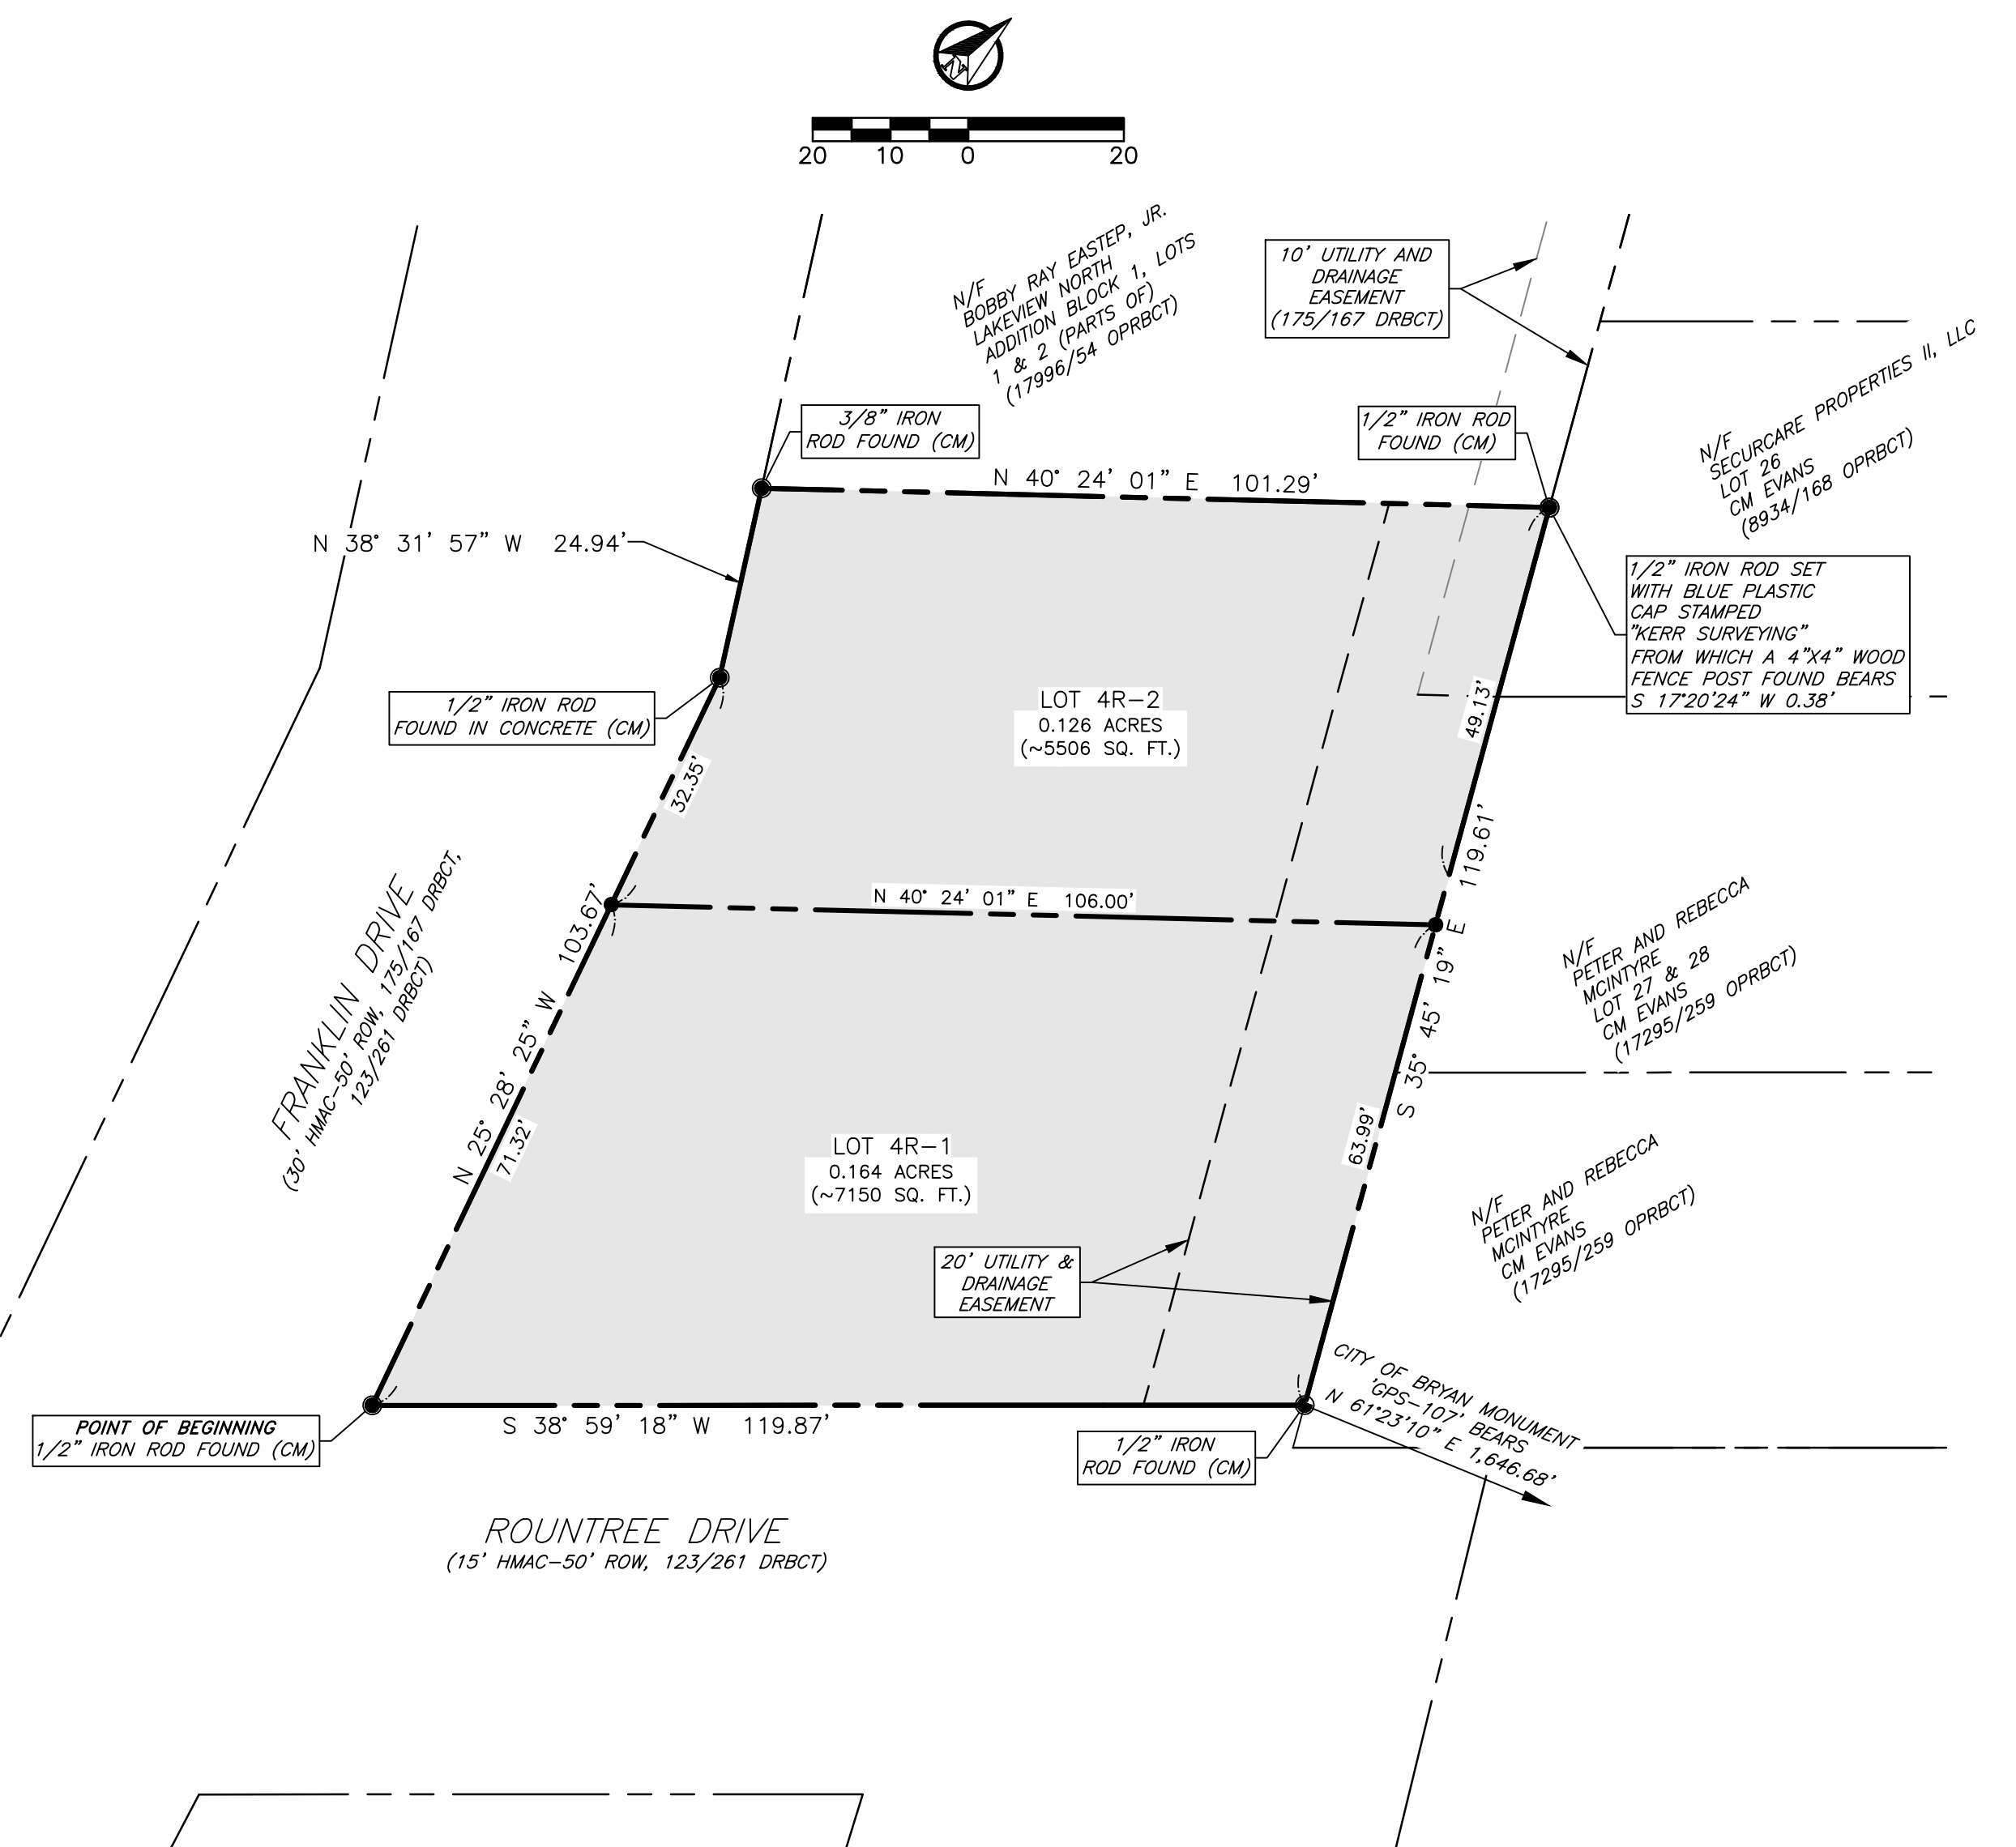 N
20 10 0 20
N/F
BOBBY RAY EASTEP, JR.
LAKEVIEW NORTH
ADDITION BLOCK 1, LOTS
1 & 2 (PARTS OF)
(17996/54 OPRBCT)
10' UTILITY AND
DRAINAGE
EASEMENT
(175/167 DRBCT)
N/F
SECURCARE PROPERTIES II, LLC
LOT 26
CM EVANS
(8934/168 OPRBCT)
3/8" IRON
ROD FOUND (CM)
1/2" IRON ROD
FOUND (CM)
N 40° 24' 01" E 101.29'
N 38° 31' 57" W 24.94'
1/2" IRON ROD SET
WITH BLUE PLASTIC
CAP STAMPED
"KERR SURVEYING"
FROM WHICH A 4"X4" WOOD
FENCE POST FOUND BEARS
S 17°20'24" W 0.38'
1/2" IRON ROD
FOUND IN CONCRETE (CM)
LOT 4R-2
0.126 ACRES
(~5506 SQ. FT.)
49.13'
32.35'
S 35° 45' 19" E 119.61'
N 40° 24' 01" E 106.00'
N 25° 28' 25" W 103.67'
71.32'
FRANKLIN DRIVE
(30' HMAC-50' ROW, 175/167 DRBCT,
123/261 DRBCT)
N/F
PETER AND REBECCA
MCINTYRE
LOT 27 & 28
CM EVANS
(17295/259 OPRBCT)
63.99'
LOT 4R-1
0.164 ACRES
(~7150 SQ. FT.)
N/F
PETER AND REBECCA
MCINTYRE
CM EVANS
(17295/259 OPRBCT)
20' UTILITY &
DRAINAGE
EASEMENT
CITY OF BRYAN MONUMENT
'GPS-107' BEARS
N 61°23'10" E 1,646.68'
POINT OF BEGINNING
1/2" IRON ROD FOUND (CM)
S 38° 59' 18" W 119.87'
1/2" IRON
ROD FOUND (CM)
ROUNTREE DRIVE
(15' HMAC-50' ROW, 123/261 DRBCT)